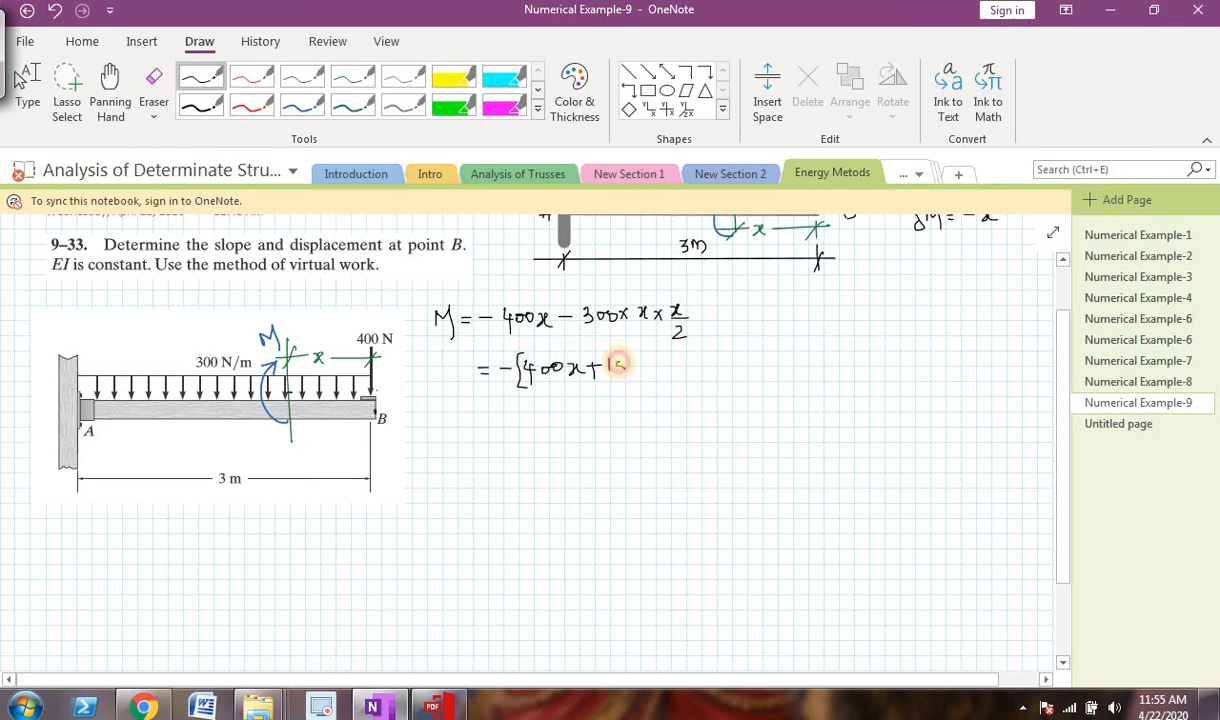 Numerical Example-9 - OneNote
Sign in
File Home Insert Draw History Review View
Type
Lasso Select
Panning Hand
Eraser
Color & Thickness
Insert Space
Delete
Arrange
Rotate
Ink to Text
Ink to Math
Tools
Shapes
Edit
Convert
Analysis of Determinate Stru...
Introduction
Intro
Analysis of Trusses
New Section 1
New Section 2
Energy Metods
...
Search (Ctrl+E)
To sync this notebook, sign in to OneNote.
Add Page
Numerical Example-1
Numerical Example-2
Numerical Example-3
Numerical Example-4
Numerical Example-6
Numerical Example-6
Numerical Example-7
Numerical Example-8
Numerical Example-9
Untitled page
x
3m
9–33. Determine the slope and displacement at point B.
EI is constant. Use the method of virtual work.
M = - 400x - 300 × x × x/2
= -[400x + 15
M
400 N
300 N/m
x
A
B
3 m
11:55 AM
4/22/2020